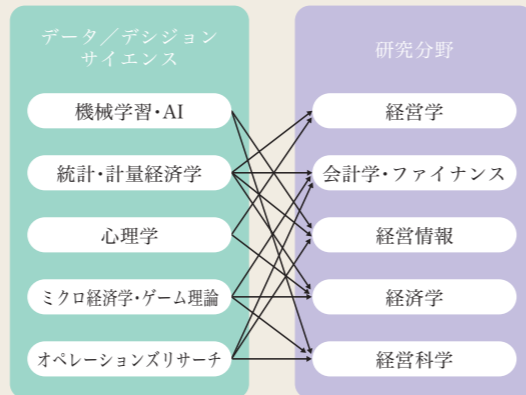 データ／デシジョン
サイエンス
機械学習・AI
統計・計量経済学
心理学
ミクロ経済学・ゲーム理論
オペレーションズリサーチ
研究分野
経営学
会計学・ファイナンス
経営情報
経済学
経営科学